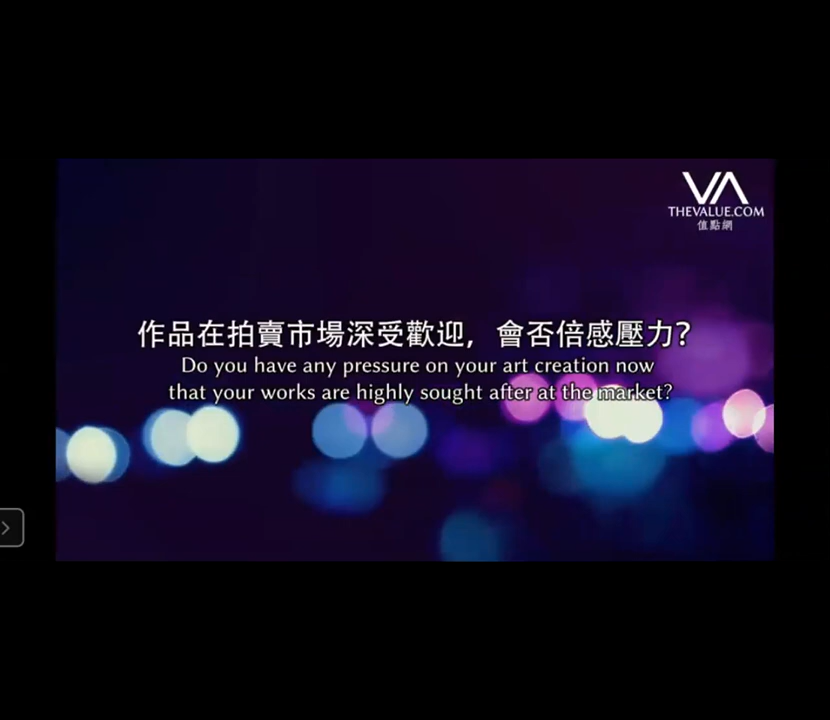 VA
THEVALUE.COM
值點網
作品在拍賣市場深受歡迎，會否倍感壓力？
Do you have any pressure on your art creation now
that your works are highly sought after at the market?